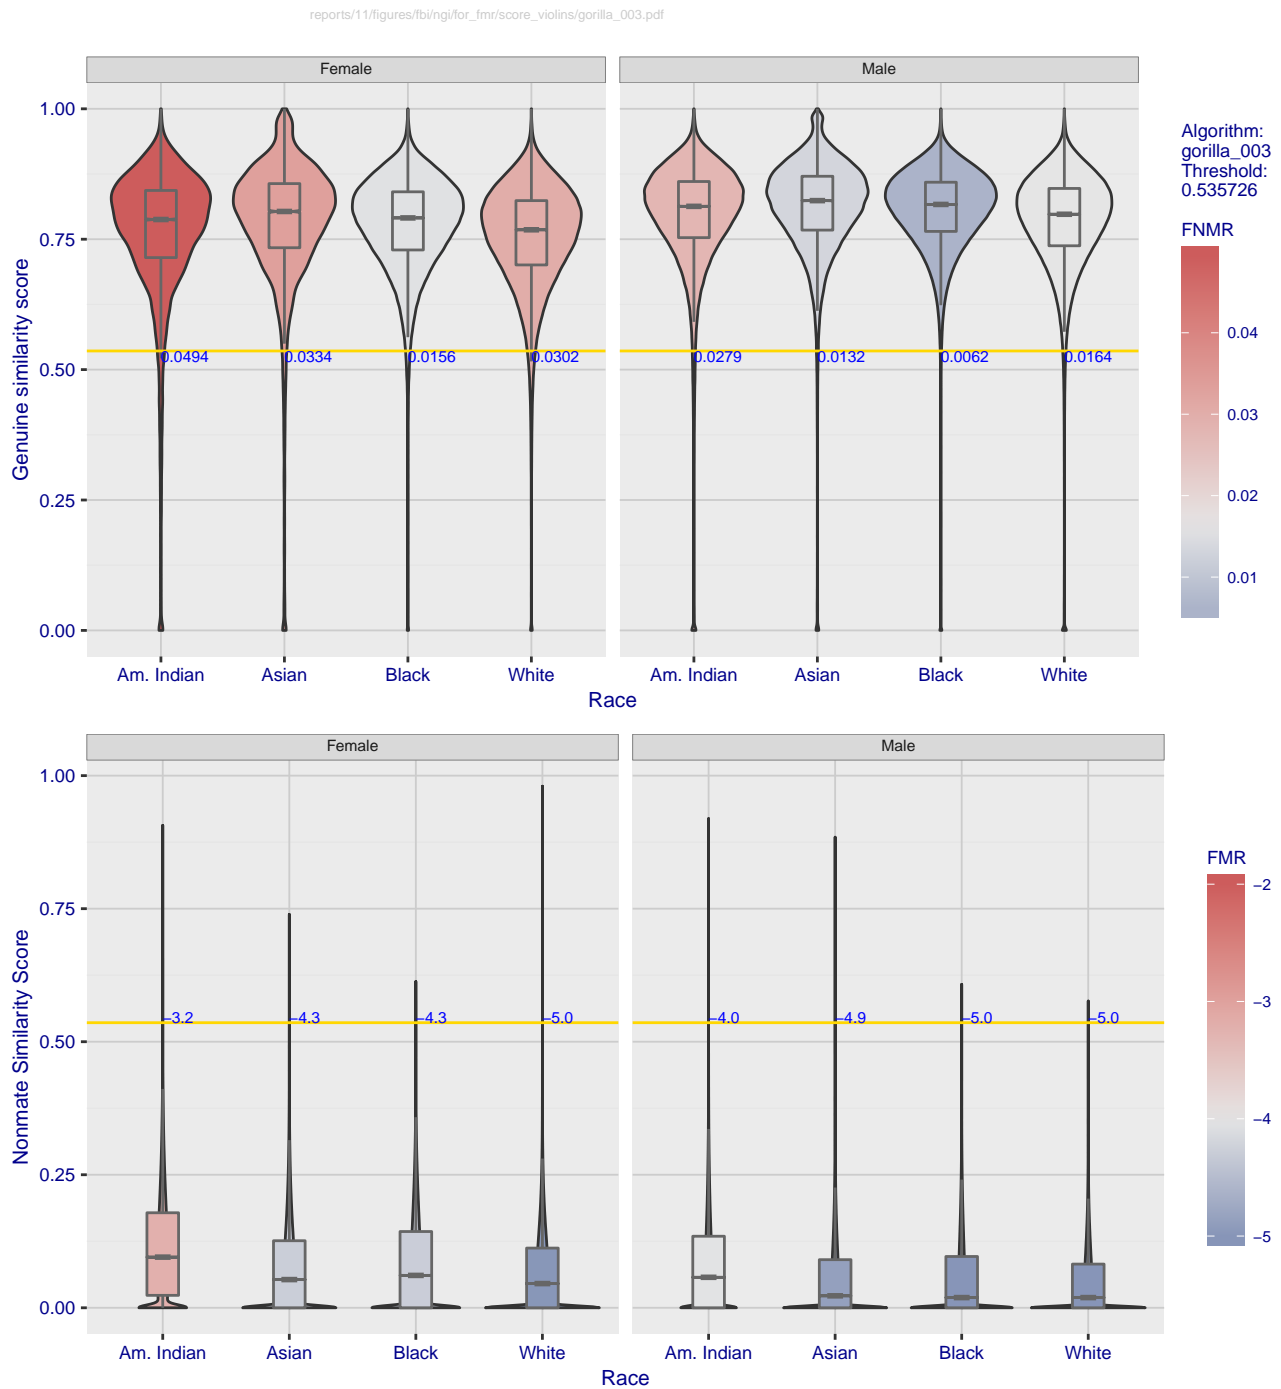 reports/11/figures/fbi/ngi/for_fmr/score_violins/gorilla_003.pdf
Female
Male
1.00
0.75
0.50
0.25
0.00
Genuine similarity score
0.0494
0.0334
0.0156
0.0302
0.0279
0.0132
0.0062
0.0164
Am. Indian
Asian
Black
White
Am. Indian
Asian
Black
White
Race
Algorithm:
gorilla_003
Threshold:
0.535726
FNMR
0.04
0.03
0.02
0.01
Female
Male
1.00
0.75
0.50
0.25
0.00
Nonmate Similarity Score
−3.2
−4.3
−4.3
−5.0
−4.0
−4.9
−5.0
−5.0
Am. Indian
Asian
Black
White
Am. Indian
Asian
Black
White
Race
FMR
−2
−3
−4
−5